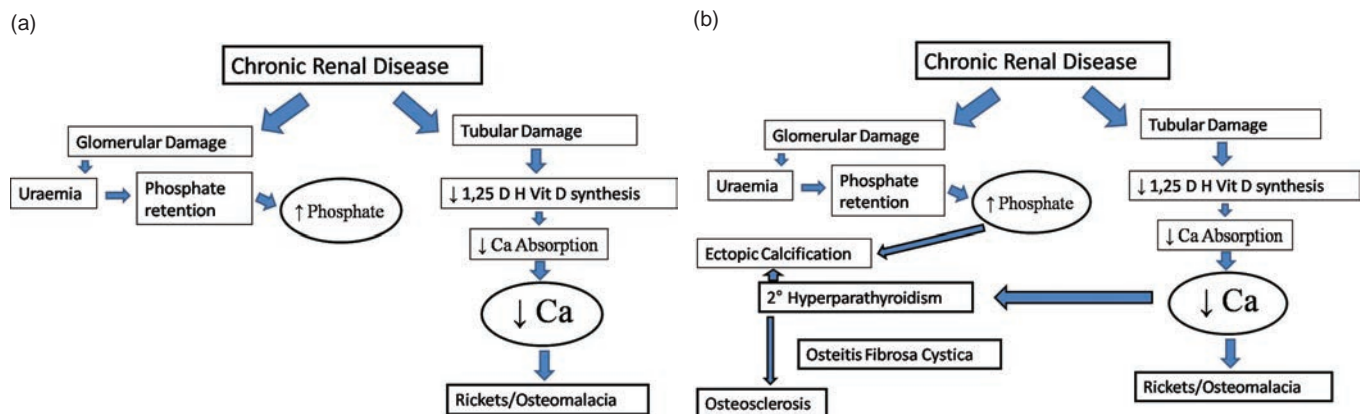 (a)
Chronic Renal Disease
Glomerular Damage
Uraemia
Phosphate
retention
↑ Phosphate
Tubular Damage
↓ 1,25 D H Vit D synthesis
↓ Ca Absorption
↓ Ca
Rickets/Osteomalacia
(b)
Chronic Renal Disease
Glomerular Damage
Uraemia
Phosphate
retention
↑ Phosphate
Ectopic Calcification
2° Hyperparathyroidism
Osteitis Fibrosa Cystica
Osteosclerosis
Tubular Damage
↓ 1,25 D H Vit D synthesis
↓ Ca Absorption
↓ Ca
Rickets/Osteomalacia